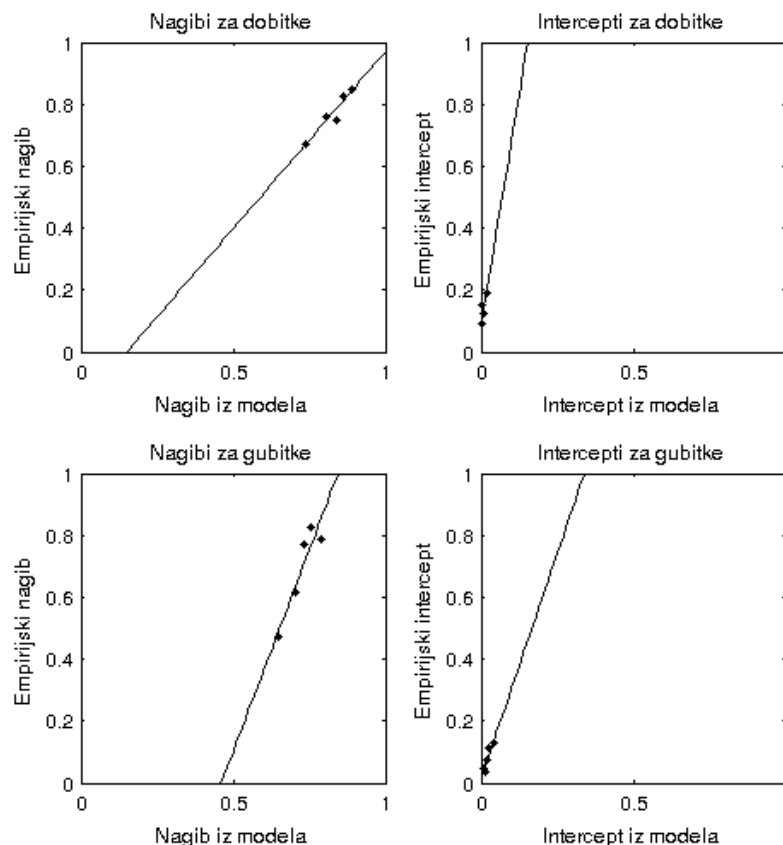 Nagibi za dobitke
1
0.8
0.6
0.4
0.2
0
0
0.5
1
Empirijski nagib
Nagib iz modela
Intercepti za dobitke
1
0.8
0.6
0.4
0.2
0
0
0.5
Empirijski intercept
Intercept iz modela
Nagibi za gubitke
1
0.8
0.6
0.4
0.2
0
0
0.5
1
Empirijski nagib
Nagib iz modela
Intercepti za gubitke
1
0.8
0.6
0.4
0.2
0
0
0.5
Empirijski intercept
Intercept iz modela